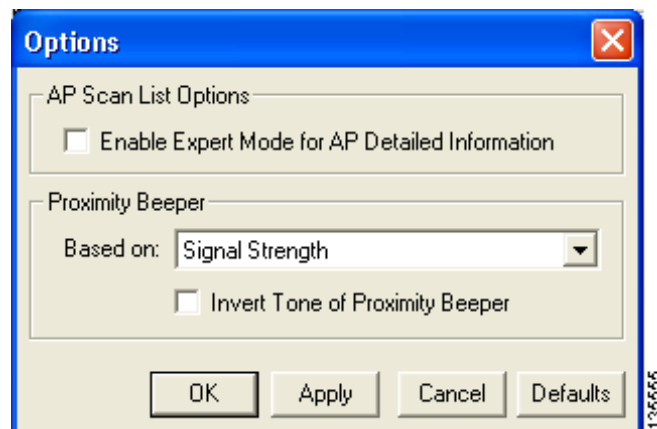 Options
AP Scan List Options
Enable Expert Mode for AP Detailed Information
Proximity Beeper
Based on: Signal Strength
Invert Tone of Proximity Beeper
OK Apply Cancel Defaults
135555